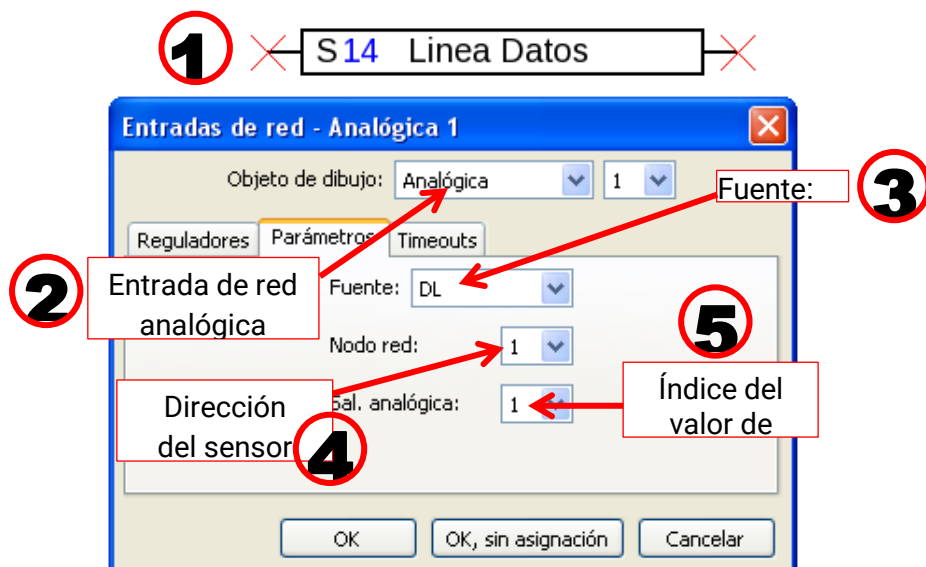 1
S14 Linea Datos
Entradas de red - Analógica 1
Objeto de dibujo: Analógica 1
Fuente:
3
Reguladores Parámetros Timeouts
2
Entrada de red
analógica
Fuente: DL
5
Nodo red: 1
Dirección
del sensor
4
Sal. analógica: 1
Índice del
valor de
OK OK, sin asignación Cancelar